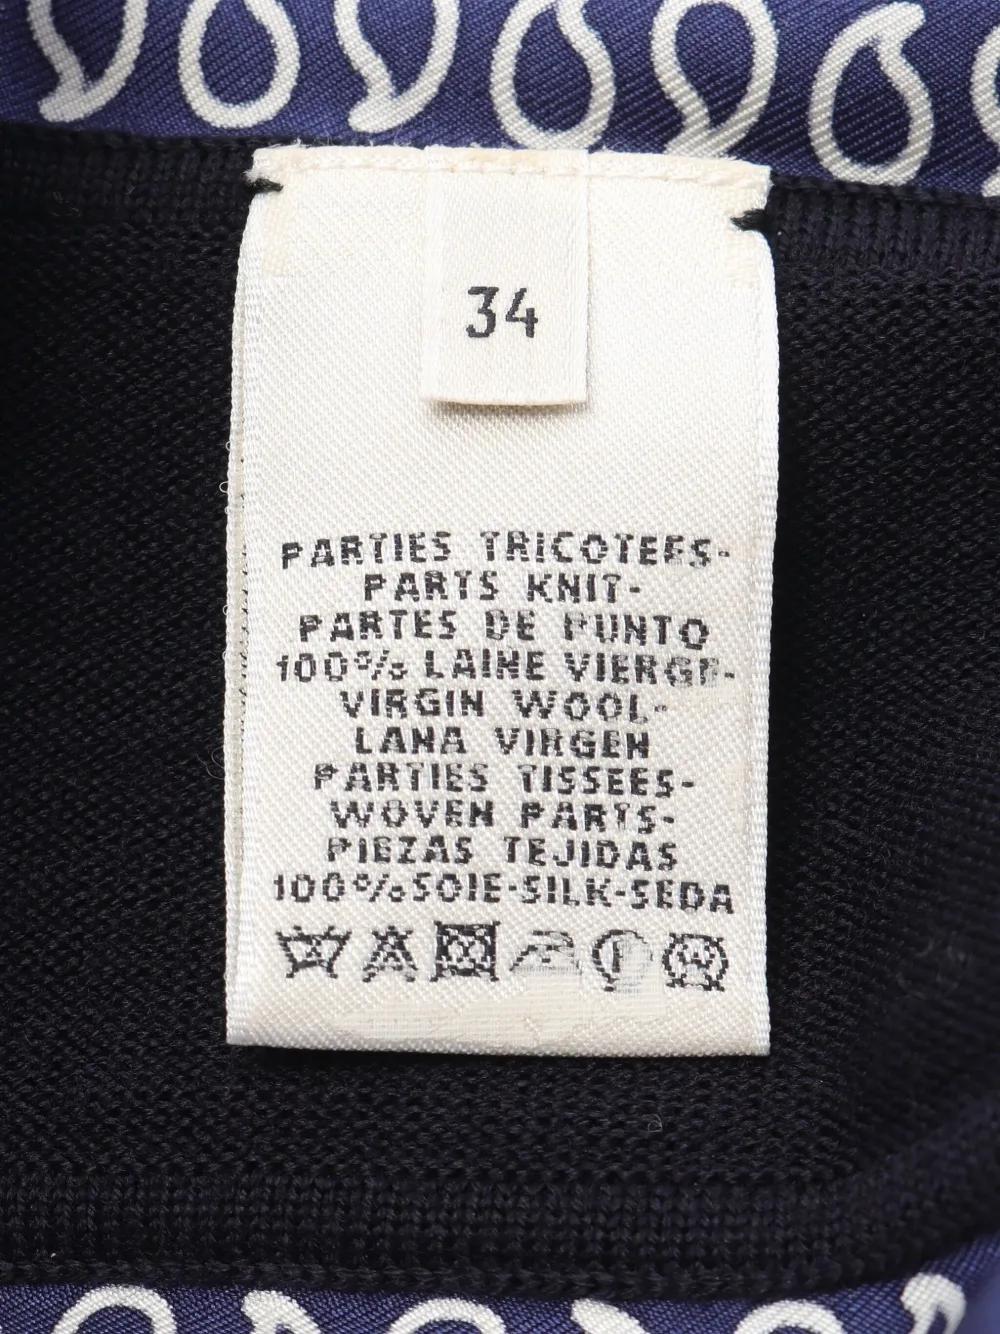 34
PARTIES TRICOTEES-
PARTS KNIT-
PARTES DE PUNTO
100% LAINE VIERGE-
VIRGIN WOOL-
LANA VIRGEN
PARTIES TISSEES-
WOVEN PARTS-
PIEZAS TEJIDAS
100% SOIE-SILK-SEDA